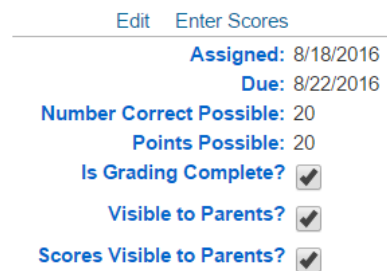 Edit Enter Scores
Assigned: 8/18/2016
Due: 8/22/2016
Number Correct Possible: 20
Points Possible: 20
Is Grading Complete?
Visible to Parents?
Scores Visible to Parents?